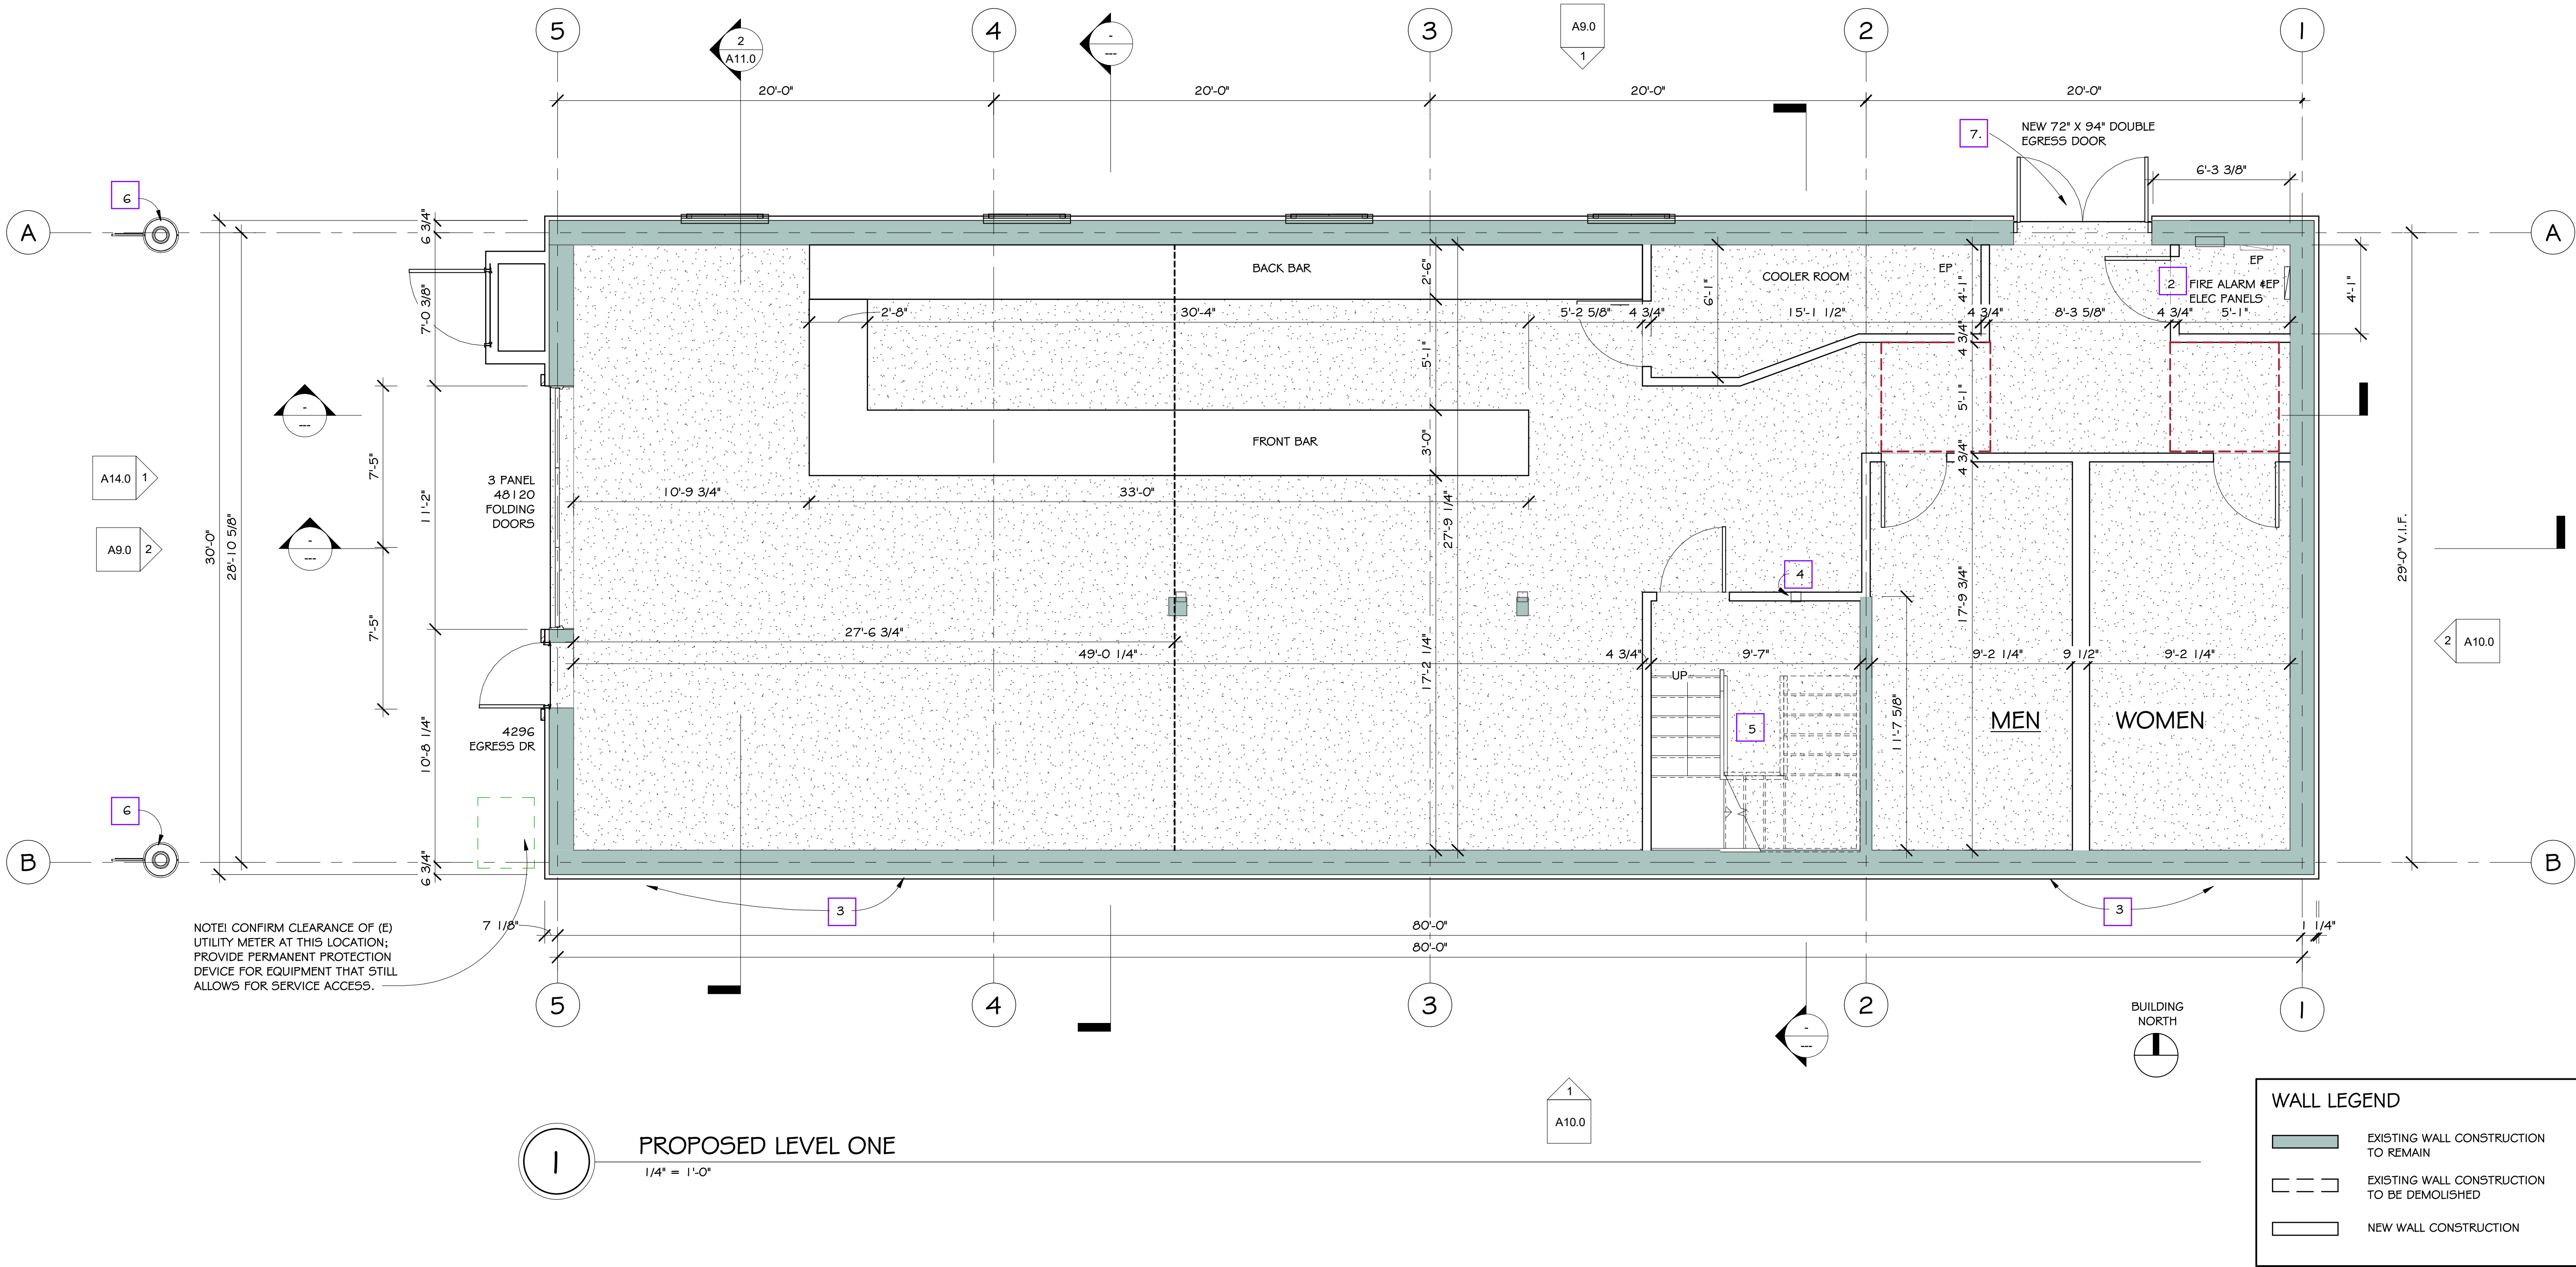 5
4
3
2
1
2
A11.0
-
---
A9.0
1
20'-0"
20'-0"
20'-0"
20'-0"
7.
NEW 72" X 94" DOUBLE
EGRESS DOOR
6'-3 3/8"
6
A
A
6 3/4"
7'-0 3/8"
BACK BAR
2'-6"
COOLER ROOM
EP
6'-1"
4'-1"
EP
2
FIRE ALARM &EP
ELEC PANELS
4'-1"
2'-8"
30'-4"
5'-2 5/8"
4 3/4"
15'-1 1/2"
4 3/4"
8'-3 5/8"
4 3/4"
5'-1"
4 3/4"
5'-1"
5'-1"
-
---
FRONT BAR
3'-0"
4 3/4"
A14.0
1
7'-5"
11'-2"
3 PANEL
48120
FOLDING
DOORS
10'-9 3/4"
33'-0"
27'-9 1/4"
A9.0
2
30'-0"
28'-10 5/8"
-
---
29'-0" V.I.F.
4
17'-9 3/4"
7'-5"
27'-6 3/4"
49'-0 1/4"
17'-2 1/4"
4 3/4"
9'-7"
9'-2 1/4"
9 1/2"
9'-2 1/4"
2
A10.0
UP
5
11'-7 5/8"
MEN
WOMEN
4296
EGRESS DR
10'-8 1/4"
6
B
B
6 3/4"
3
3
NOTE! CONFIRM CLEARANCE OF (E)
UTILITY METER AT THIS LOCATION;
PROVIDE PERMANENT PROTECTION
DEVICE FOR EQUIPMENT THAT STILL
ALLOWS FOR SERVICE ACCESS.
7 1/8"
80'-0"
1 1/4"
80'-0"
5
4
3
2
1
-
---
BUILDING
NORTH
1
A10.0
1
PROPOSED LEVEL ONE
1/4" = 1'-0"
WALL LEGEND
EXISTING WALL CONSTRUCTION
TO REMAIN
EXISTING WALL CONSTRUCTION
TO BE DEMOLISHED
NEW WALL CONSTRUCTION